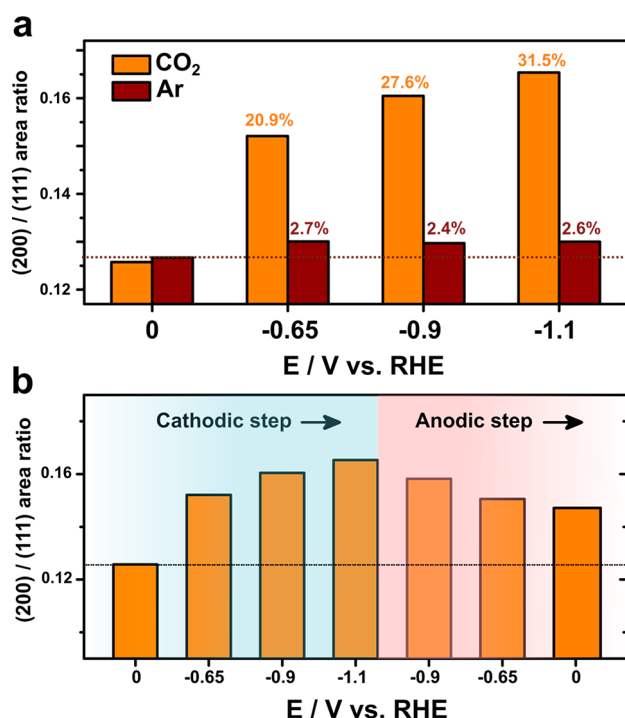 a
CO₂
Ar
20.9%
27.6%
31.5%
2.7%
2.4%
2.6%
0.16
0.14
0.12
(200) / (111) area ratio
0
-0.65
-0.9
-1.1
E / V vs. RHE
b
Cathodic step
Anodic step
0.16
0.12
(200) / (111) area ratio
0
-0.65
-0.9
-1.1
-0.9
-0.65
0
E / V vs. RHE